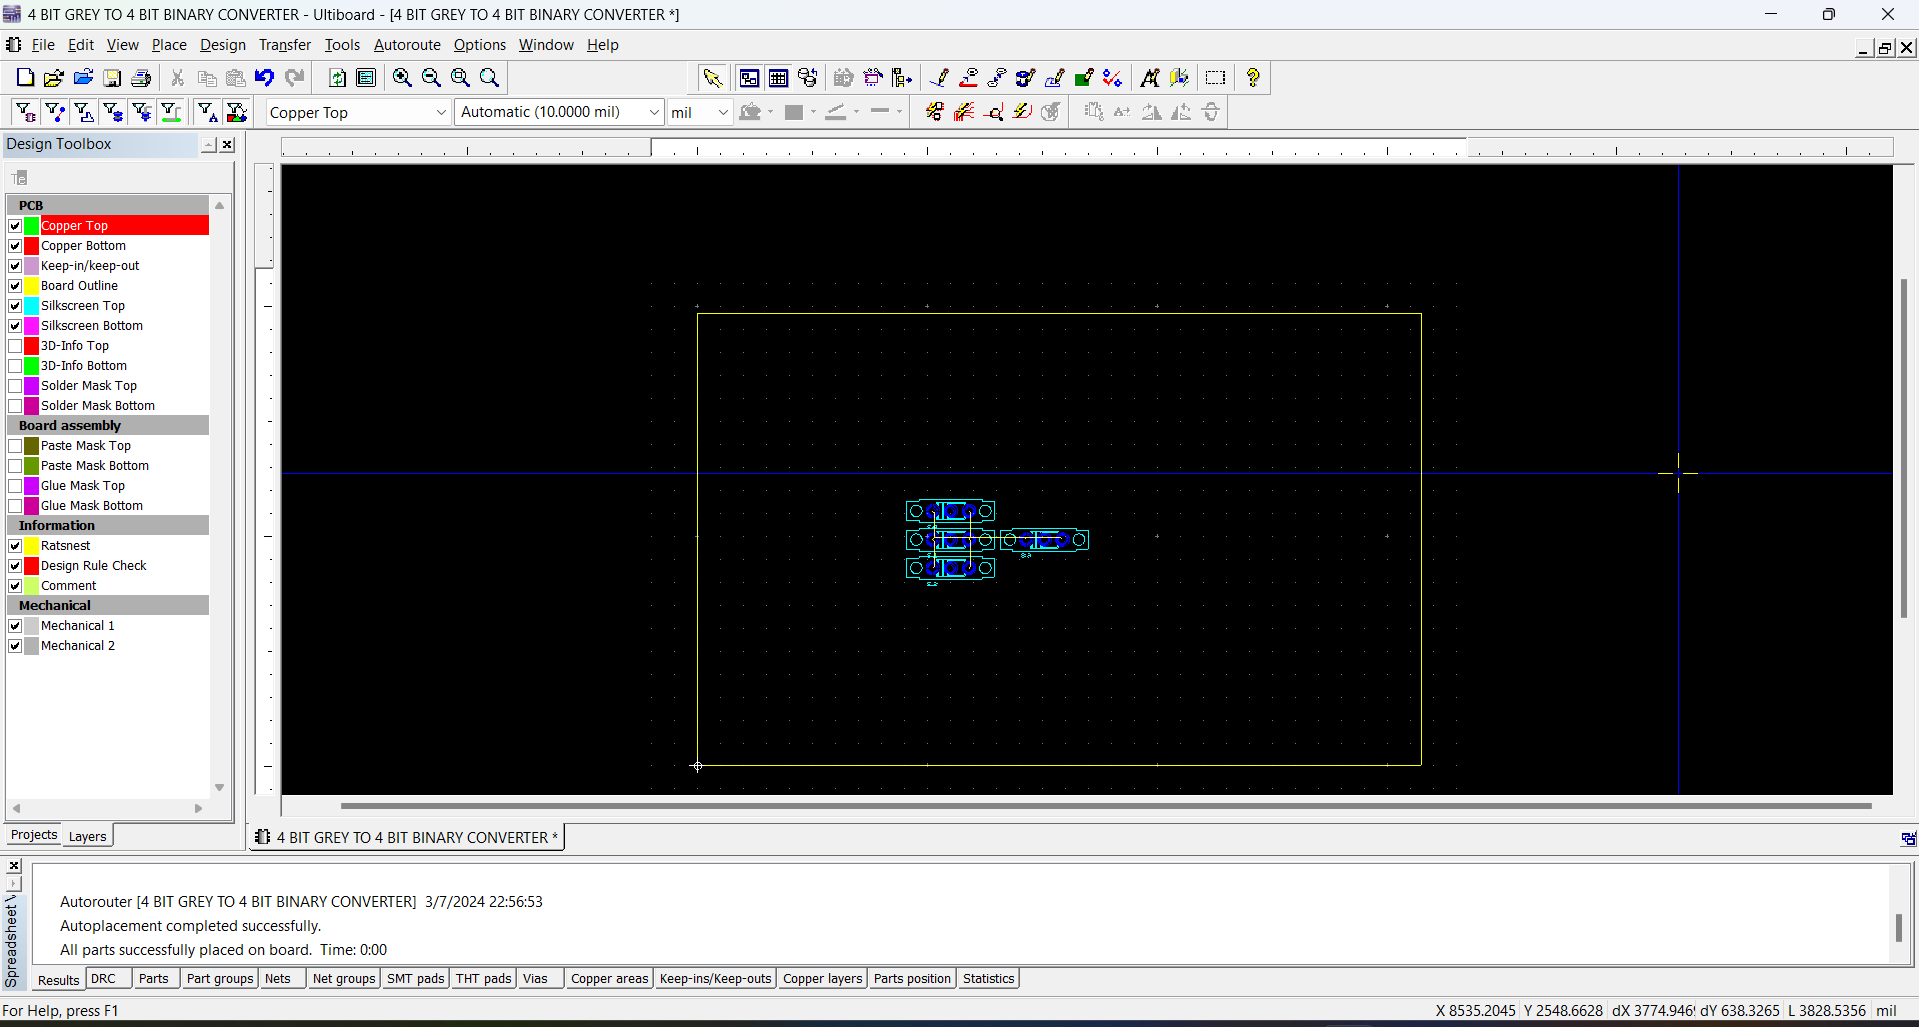 4 BIT GREY TO 4 BIT BINARY CONVERTER - Ultiboard - [4 BIT GREY TO 4 BIT BINARY CONVERTER *]
File Edit View Place Design Transfer Tools Autoroute Options Window Help
Copper Top Automatic (10.0000 mil) mil
Design Toolbox
PCB
Copper Top
Copper Bottom
Keep-in/keep-out
Board Outline
Silkscreen Top
Silkscreen Bottom
3D-Info Top
3D-Info Bottom
Solder Mask Top
Solder Mask Bottom
Board assembly
Paste Mask Top
Paste Mask Bottom
Glue Mask Top
Glue Mask Bottom
Information
Ratsnest
Design Rule Check
Comment
Mechanical
Mechanical 1
Mechanical 2
Projects Layers
4 BIT GREY TO 4 BIT BINARY CONVERTER *
Spreadsheet V
Autorouter [4 BIT GREY TO 4 BIT BINARY CONVERTER] 3/7/2024 22:56:53
Autoplacement completed successfully.
All parts successfully placed on board. Time: 0:00
Results DRC Parts Part groups Nets Net groups SMT pads THT pads Vias Copper areas Keep-ins/Keep-outs Copper layers Parts position Statistics
For Help, press F1
X 8535.2045 Y 2548.6628 dX 3774.946 dY 638.3265 L 3828.5356 mil